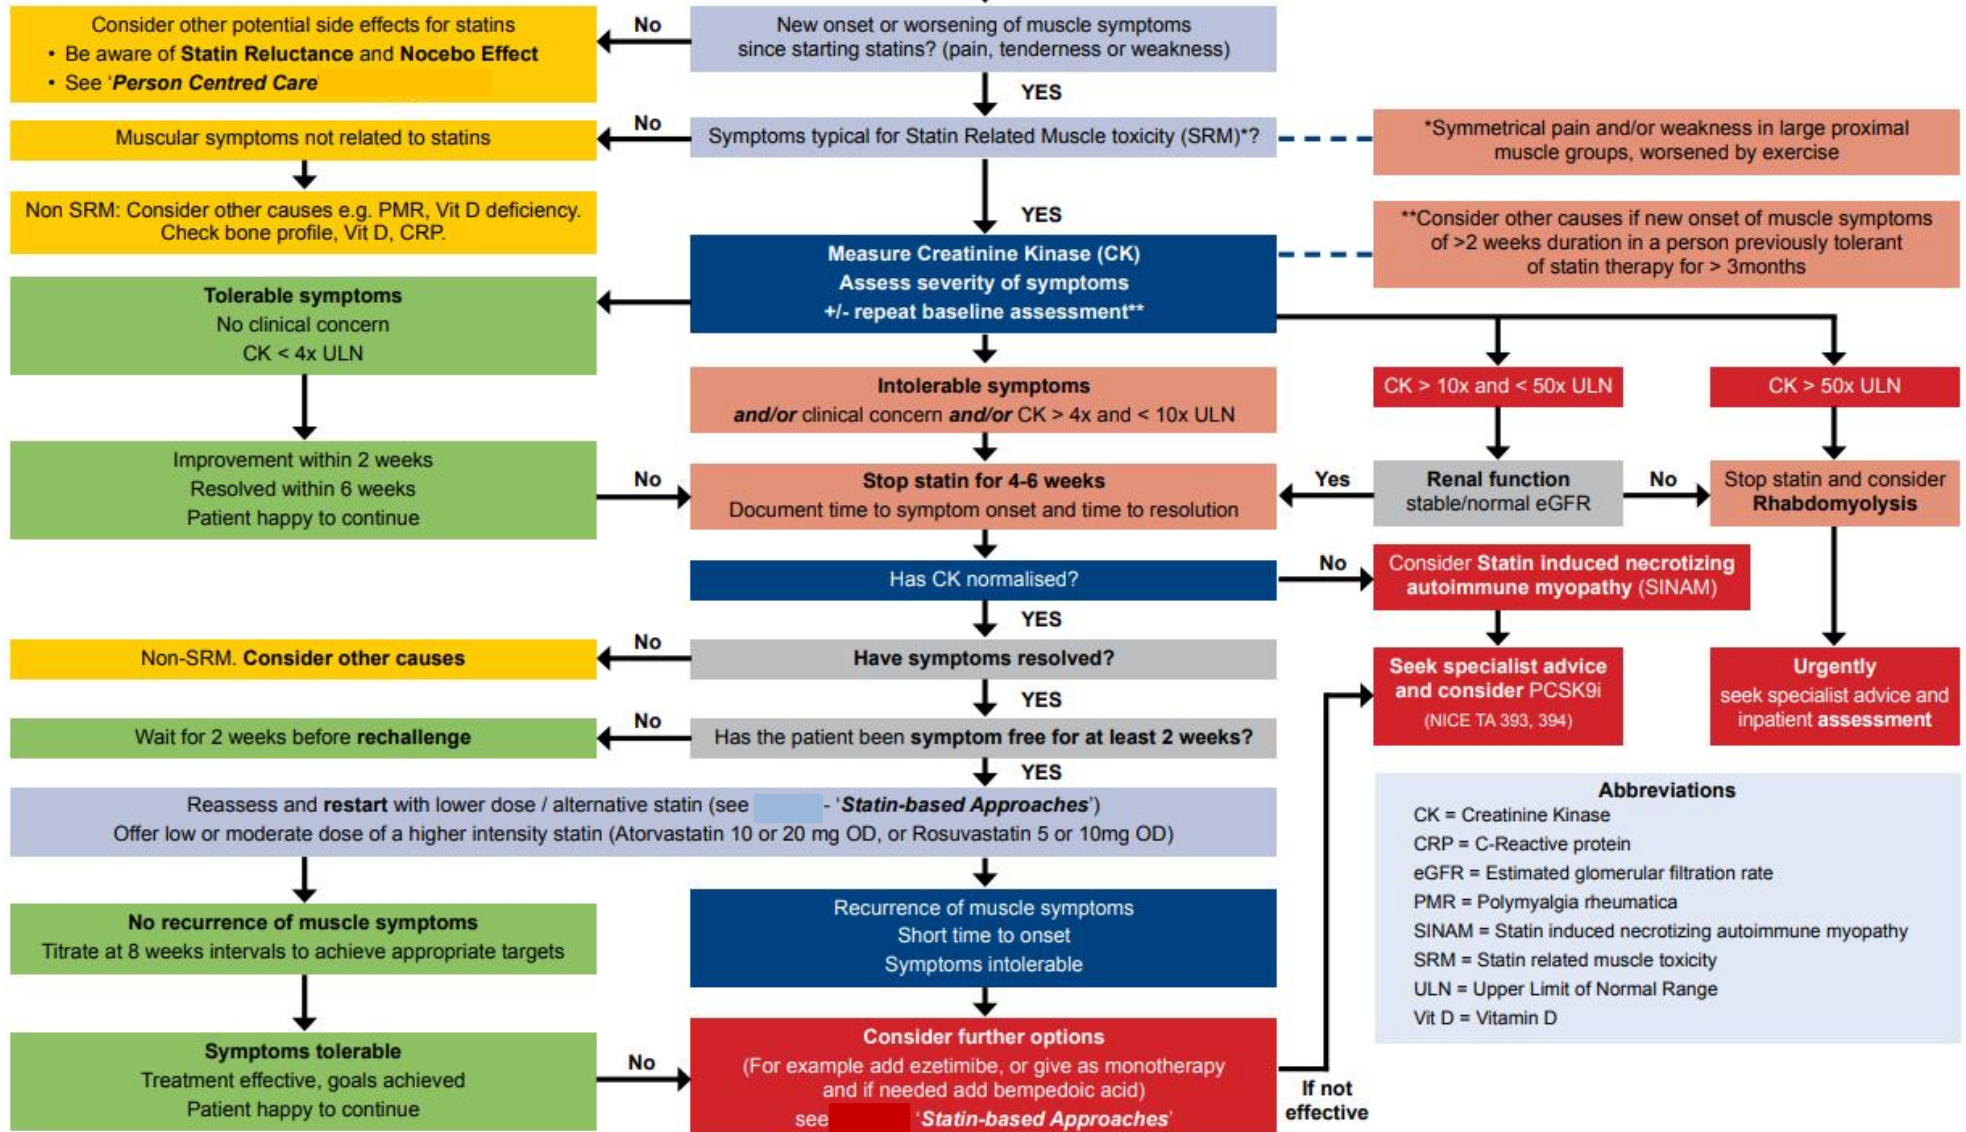 Consider other potential side effects for statins
• Be aware of Statin Reluctance and Nocebo Effect
• See 'Person Centred Care'
No
New onset or worsening of muscle symptoms
since starting statins? (pain, tenderness or weakness)
YES
Muscular symptoms not related to statins
No
Symptoms typical for Statin Related Muscle toxicity (SRM)*?
*Symmetrical pain and/or weakness in large proximal
muscle groups, worsened by exercise
Non SRM: Consider other causes e.g. PMR, Vit D deficiency.
Check bone profile, Vit D, CRP.
YES
**Consider other causes if new onset of muscle symptoms
of >2 weeks duration in a person previously tolerant
of statin therapy for > 3months
Measure Creatinine Kinase (CK)
Assess severity of symptoms
+/- repeat baseline assessment**
Tolerable symptoms
No clinical concern
CK < 4x ULN
Intolerable symptoms
and/or clinical concern and/or CK > 4x and < 10x ULN
CK > 10x and < 50x ULN
CK > 50x ULN
Improvement within 2 weeks
Resolved within 6 weeks
Patient happy to continue
No
Stop statin for 4-6 weeks
Document time to symptom onset and time to resolution
Yes
Renal function
stable/normal eGFR
No
Stop statin and consider
Rhabdomyolysis
Has CK normalised?
No
Consider Statin induced necrotizing
autoimmune myopathy (SINAM)
YES
Non-SRM. Consider other causes
No
Have symptoms resolved?
Seek specialist advice
and consider PCSK9i
(NICE TA 393, 394)
Urgently
seek specialist advice and
inpatient assessment
YES
Wait for 2 weeks before rechallenge
No
Has the patient been symptom free for at least 2 weeks?
YES
Reassess and restart with lower dose / alternative statin (see - 'Statin-based Approaches')
Offer low or moderate dose of a higher intensity statin (Atorvastatin 10 or 20 mg OD, or Rosuvastatin 5 or 10mg OD)
Abbreviations
CK = Creatinine Kinase
CRP = C-Reactive protein
eGFR = Estimated glomerular filtration rate
PMR = Polymyalgia rheumatica
SINAM = Statin induced necrotizing autoimmune myopathy
SRM = Statin related muscle toxicity
ULN = Upper Limit of Normal Range
Vit D = Vitamin D
No recurrence of muscle symptoms
Titrate at 8 weeks intervals to achieve appropriate targets
Recurrence of muscle symptoms
Short time to onset
Symptoms intolerable
Symptoms tolerable
Treatment effective, goals achieved
Patient happy to continue
No
Consider further options
(For example add ezetimibe, or give as monotherapy
and if needed add bempedoic acid)
see 'Statin-based Approaches'
If not
effective